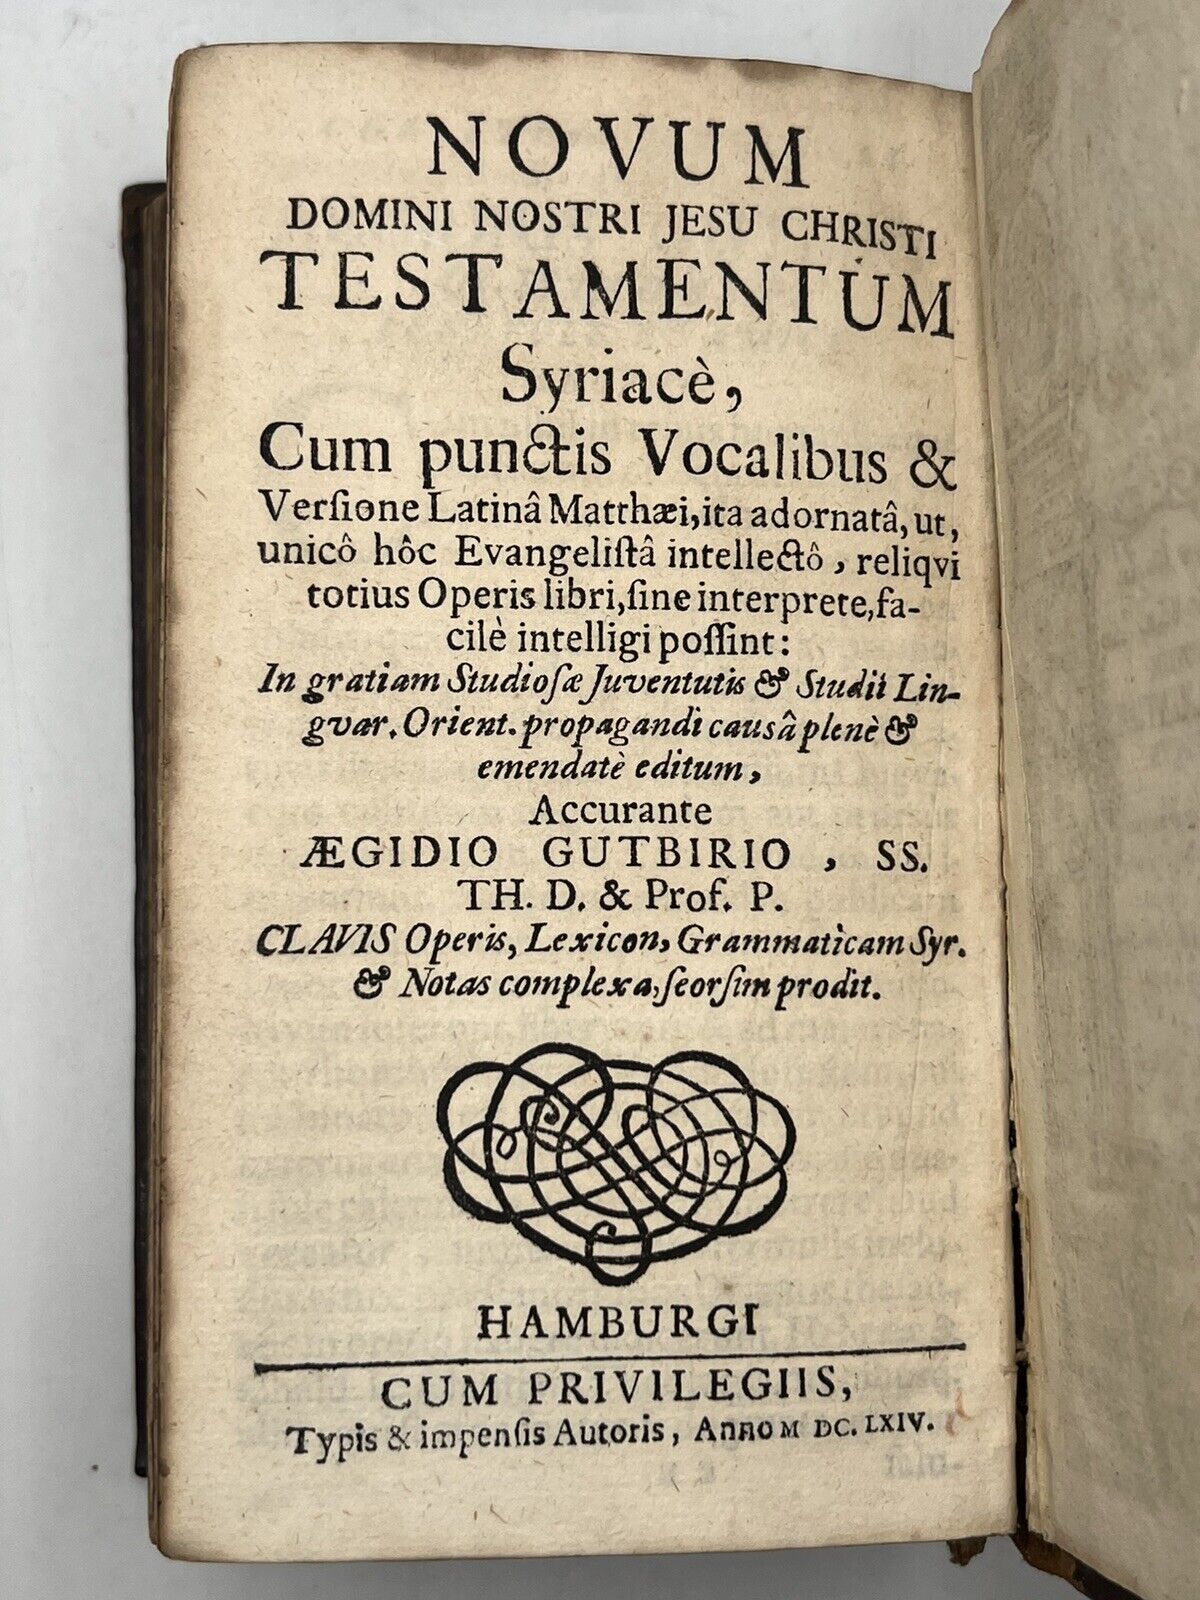 NOVUM
DOMINI NOSTRI JESU CHRISTI
TESTAMENTUM
Syriacè,
Cum punctis Vocalibus &
Verſione Latinâ Matthæi, ita adornatâ, ut,
unicô hôc Evangeliſtâ intellectô, reliqvi
totius Operis libri, ſine interprete, fa-
cilè intelligi poſſint:
In gratiam Studioſæ Juventutis & Studii Lin-
gvar. Orient. propagandi causâ plenè &
emendatè editum,
Accurante
ÆGIDIO GUTBIRIO, SS.
TH. D. & Prof. P.
CLAVIS Operis, Lexicon, Grammaticam Syr.
& Notas complexa, ſeorſim prodit.
HAMBURGI
CUM PRIVILEGIIS,
Typis & impenſis Autoris, Anno M DC. LXIV.